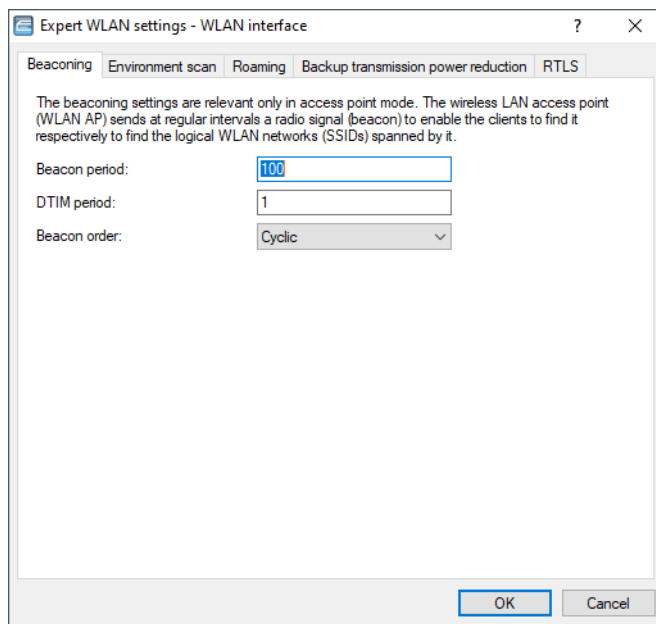 Expert WLAN settings - WLAN interface
Beaconing Environment scan Roaming Backup transmission power reduction RTLS
The beaconing settings are relevant only in access point mode. The wireless LAN access point
(WLAN AP) sends at regular intervals a radio signal (beacon) to enable the clients to find it
respectively to find the logical WLAN networks (SSIDs) spanned by it.
Beacon period: 100
DTIM period: 1
Beacon order: Cyclic
OK Cancel